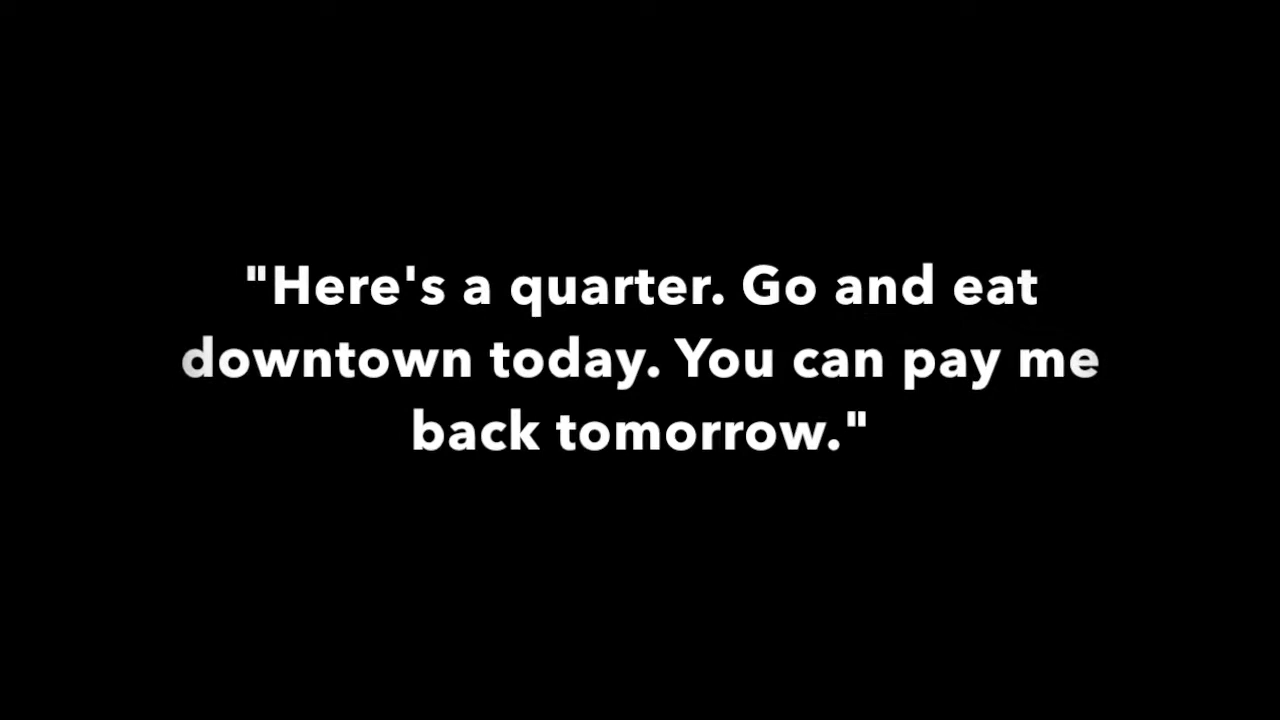 "Here's a quarter. Go and eat
downtown today. You can pay me
back tomorrow."